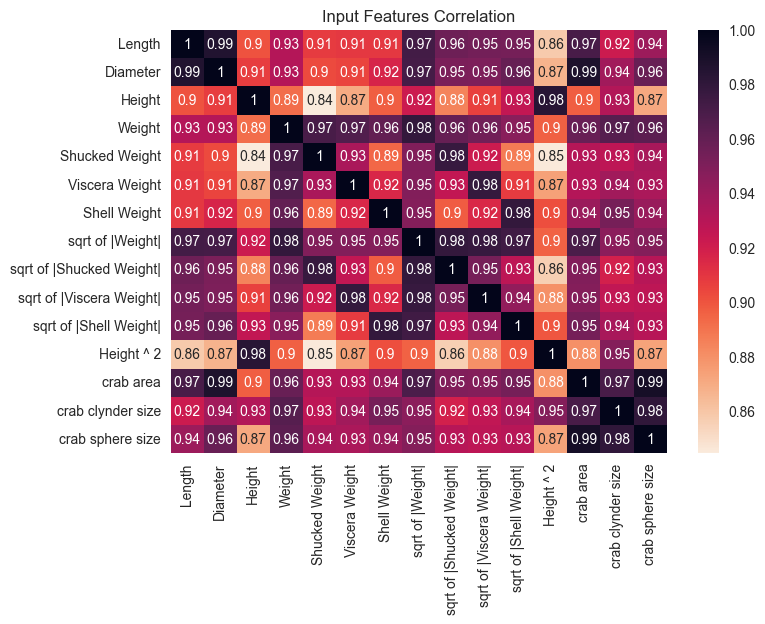 Input Features Correlation
Length 1 0.99 0.9 0.93 0.91 0.91 0.91 0.97 0.96 0.95 0.95 0.86 0.97 0.92 0.94
Diameter 0.99 1 0.91 0.93 0.9 0.91 0.92 0.97 0.95 0.95 0.96 0.87 0.99 0.94 0.96
Height 0.9 0.91 1 0.89 0.84 0.87 0.9 0.92 0.88 0.91 0.93 0.98 0.9 0.93 0.87
Weight 0.93 0.93 0.89 1 0.97 0.97 0.96 0.98 0.96 0.96 0.95 0.9 0.96 0.97 0.96
Shucked Weight 0.91 0.9 0.84 0.97 1 0.93 0.89 0.95 0.98 0.92 0.89 0.85 0.93 0.93 0.94
Viscera Weight 0.91 0.91 0.87 0.97 0.93 1 0.92 0.95 0.93 0.98 0.91 0.87 0.93 0.94 0.93
Shell Weight 0.91 0.92 0.9 0.96 0.89 0.92 1 0.95 0.9 0.92 0.98 0.9 0.94 0.95 0.94
sqrt of |Weight| 0.97 0.97 0.92 0.98 0.95 0.95 0.95 1 0.98 0.98 0.97 0.9 0.97 0.95 0.95
sqrt of |Shucked Weight| 0.96 0.95 0.88 0.96 0.98 0.93 0.9 0.98 1 0.95 0.93 0.86 0.95 0.92 0.93
sqrt of |Viscera Weight| 0.95 0.95 0.91 0.96 0.92 0.98 0.92 0.98 0.95 1 0.94 0.88 0.95 0.93 0.93
sqrt of |Shell Weight| 0.95 0.96 0.93 0.95 0.89 0.91 0.98 0.97 0.93 0.94 1 0.9 0.95 0.94 0.93
Height ^ 2 0.86 0.87 0.98 0.9 0.85 0.87 0.9 0.9 0.86 0.88 0.9 1 0.88 0.95 0.87
crab area 0.97 0.99 0.9 0.96 0.93 0.93 0.94 0.97 0.95 0.95 0.95 0.88 1 0.97 0.99
crab clynder size 0.92 0.94 0.93 0.97 0.93 0.94 0.95 0.95 0.92 0.93 0.94 0.95 0.97 1 0.98
crab sphere size 0.94 0.96 0.87 0.96 0.94 0.93 0.94 0.95 0.93 0.93 0.93 0.87 0.99 0.98 1
Length
Diameter
Height
Weight
Shucked Weight
Viscera Weight
Shell Weight
sqrt of |Weight|
sqrt of |Shucked Weight|
sqrt of |Viscera Weight|
sqrt of |Shell Weight|
Height ^ 2
crab area
crab clynder size
crab sphere size
1.00
0.98
0.96
0.94
0.92
0.90
0.88
0.86